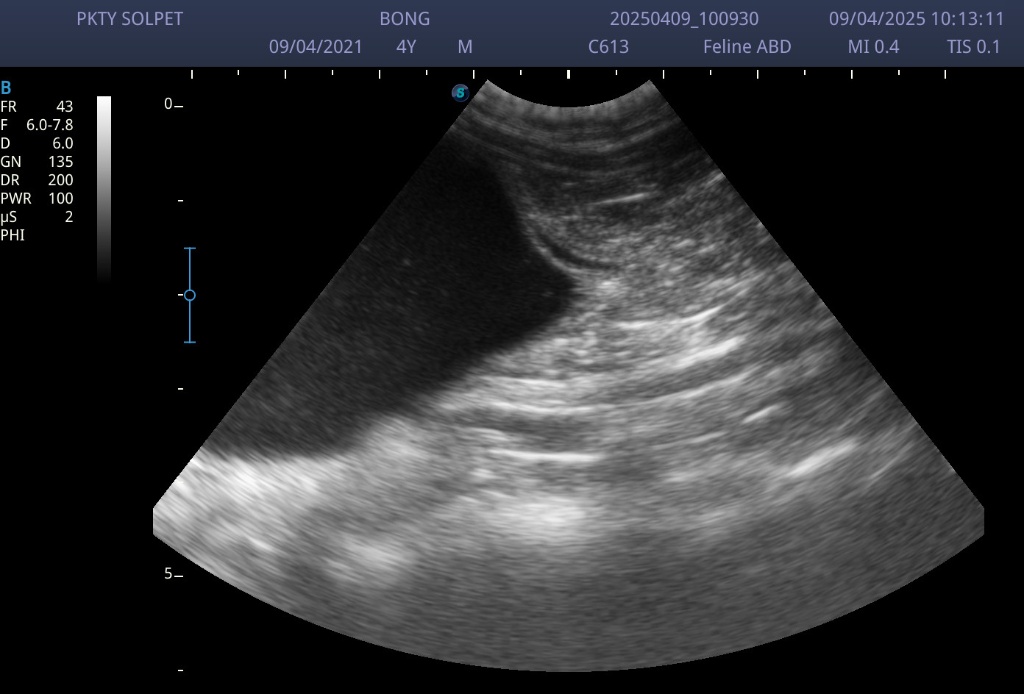 PKTY SOLPET BONG 20250409_100930 09/04/2025 10:13:11
09/04/2021 4Y M C613 Feline ABD MI 0.4 TIS 0.1
B
S
FR 43
F 6.0-7.8
D 6.0
GN 135
DR 200
PWR 100
µS 2
PHI
0
5